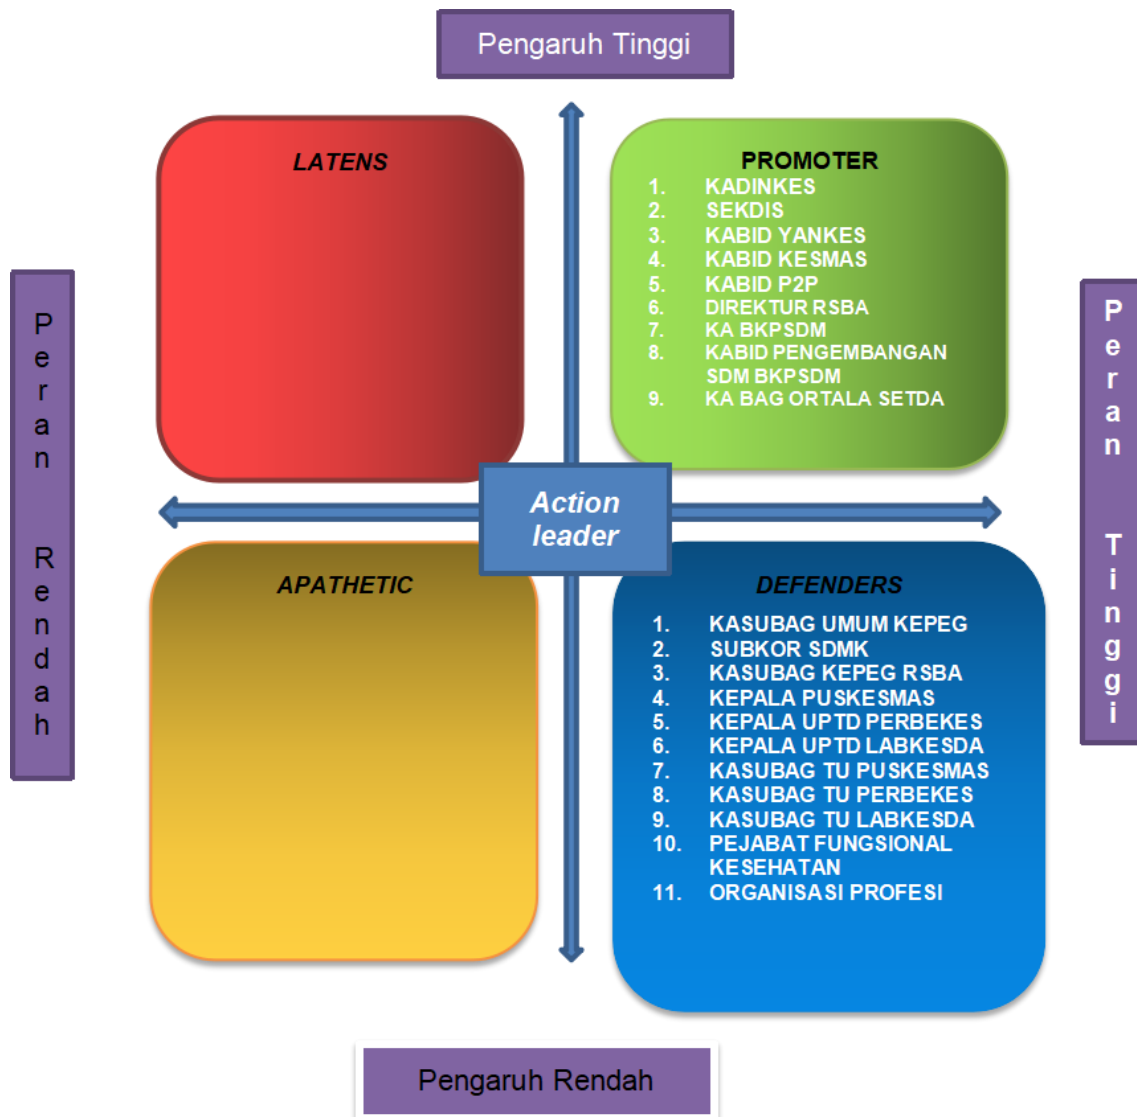 Pengaruh Tinggi
LATENS
PROMOTER
1. KADINKES
2. SEKDIS
3. KABID YANKES
4. KABID KESMAS
5. KABID P2P
6. DIREKTUR RSBA
7. KA BKPSDM
8. KABID PENGEMBANGAN
SDM BKPSDM
9. KA BAG ORTALA SETDA
Peran Rendah
Peran Tinggi
Action
leader
APATHETIC
DEFENDERS
1. KASUBAG UMUM KEPEG
2. SUBKOR SDMK
3. KASUBAG KEPEG RSBA
4. KEPALA PUSKESMAS
5. KEPALA UPTD PERBEKES
6. KEPALA UPTD LABKESDA
7. KASUBAG TU PUSKESMAS
8. KASUBAG TU PERBEKES
9. KASUBAG TU LABKESDA
10. PEJABAT FUNGSIONAL
KESEHATAN
11. ORGANISASI PROFESI
Pengaruh Rendah